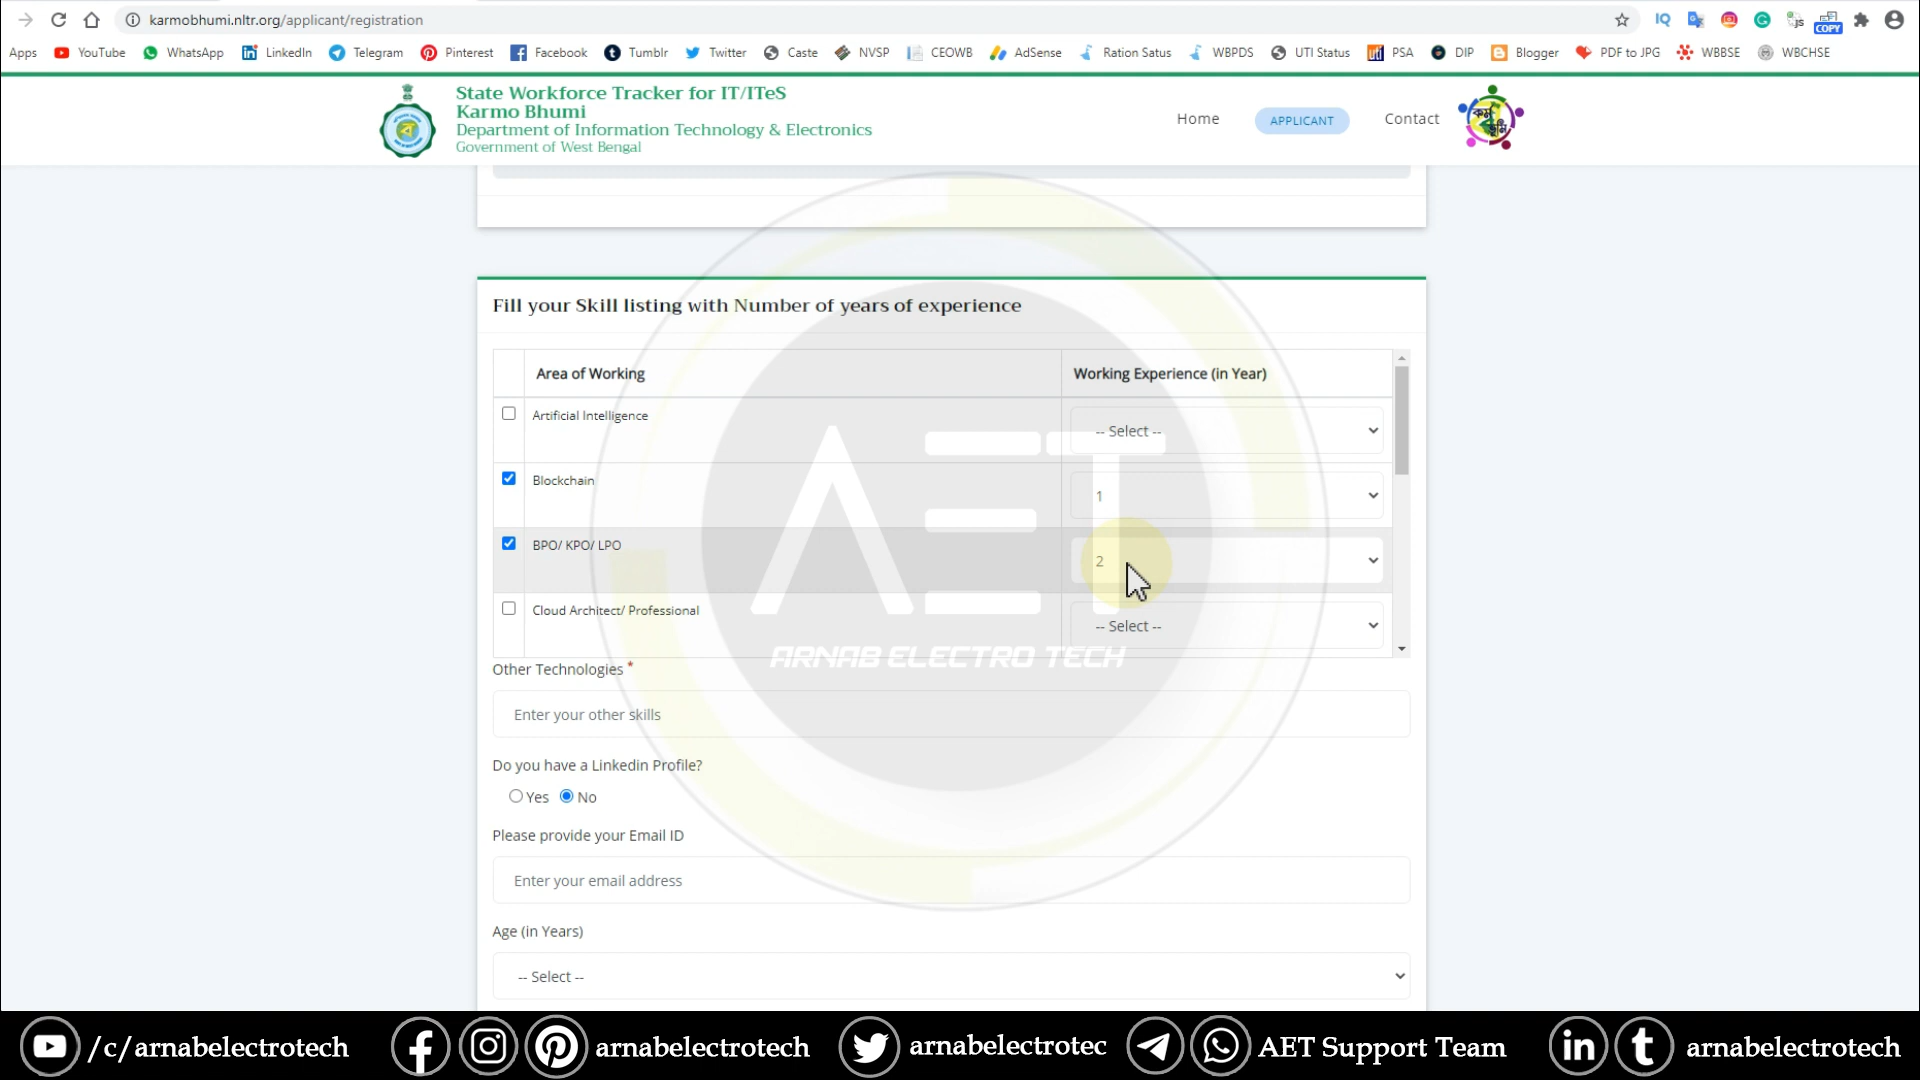 karmobhumi.nltr.org/applicant/registration
IQ
JS
COPY
Apps YouTube WhatsApp LinkedIn Telegram Pinterest Facebook Tumblr Twitter Caste NVSP CEOWB AdSense Ration Satus WBPDS UTI Status PSA DIP Blogger PDF to JPG WBBSE WBCHSE
State Workforce Tracker for IT/ITeS
Karmo Bhumi
Department of Information Technology & Electronics
Government of West Bengal
Home APPLICANT Contact
কর্ম ভূমি
Fill your Skill listing with Number of years of experience
Area of Working Working Experience (in Year)
Artificial Intelligence -- Select --
Blockchain 1
BPO/ KPO/ LPO 2
Cloud Architect/ Professional -- Select --
AET
ARNAB ELECTRO TECH
Other Technologies *
Enter your other skills
Do you have a Linkedin Profile?
Yes No
Please provide your Email ID
Enter your email address
Age (in Years)
-- Select --
/c/arnabelectrotech arnabelectrotech arnabelectrotec AET Support Team arnabelectrotech